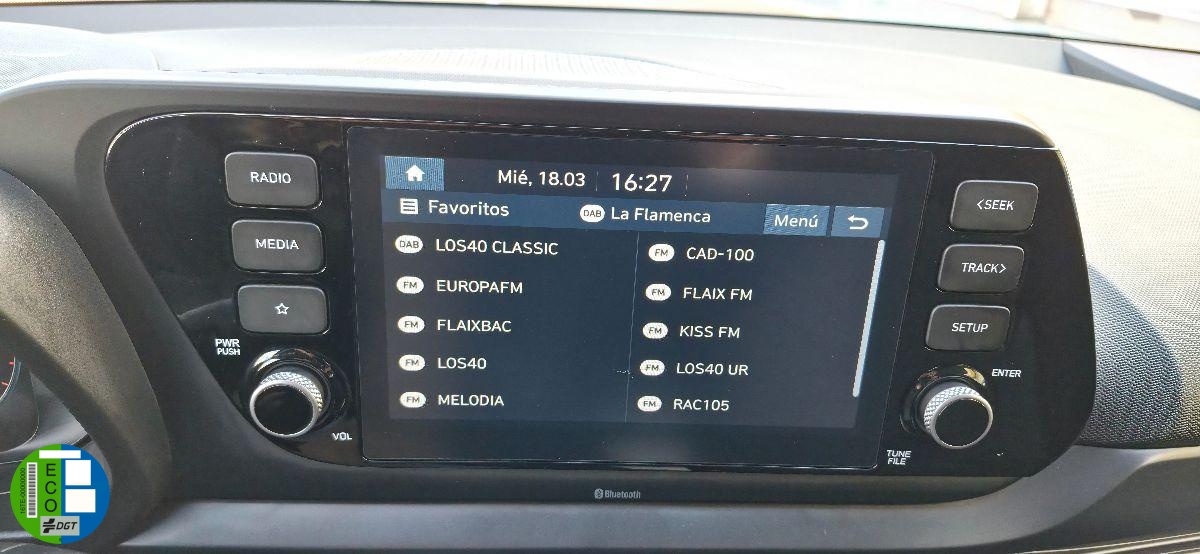 RADIO
MEDIA
PWR
PUSH
VOL
Mié, 18.03 16:27
Favoritos DAB La Flamenca Menú
DAB LOS40 CLASSIC
FM EUROPAFM
FM FLAIXBAC
FM LOS40
FM MELODIA
FM CAD-100
FM FLAIX FM
FM KISS FM
FM LOS40 UR
FM RAC105
<SEEK
TRACK>
SETUP
ENTER
TUNE
FILE
Bluetooth
ECO
DGT